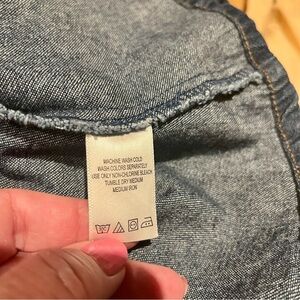 MACHINE WASH COLD
WASH COLORS SEPARATELY
USE ONLY NON-CHLORINE BLEACH
TUMBLE DRY MEDIUM
MEDIUM IRON